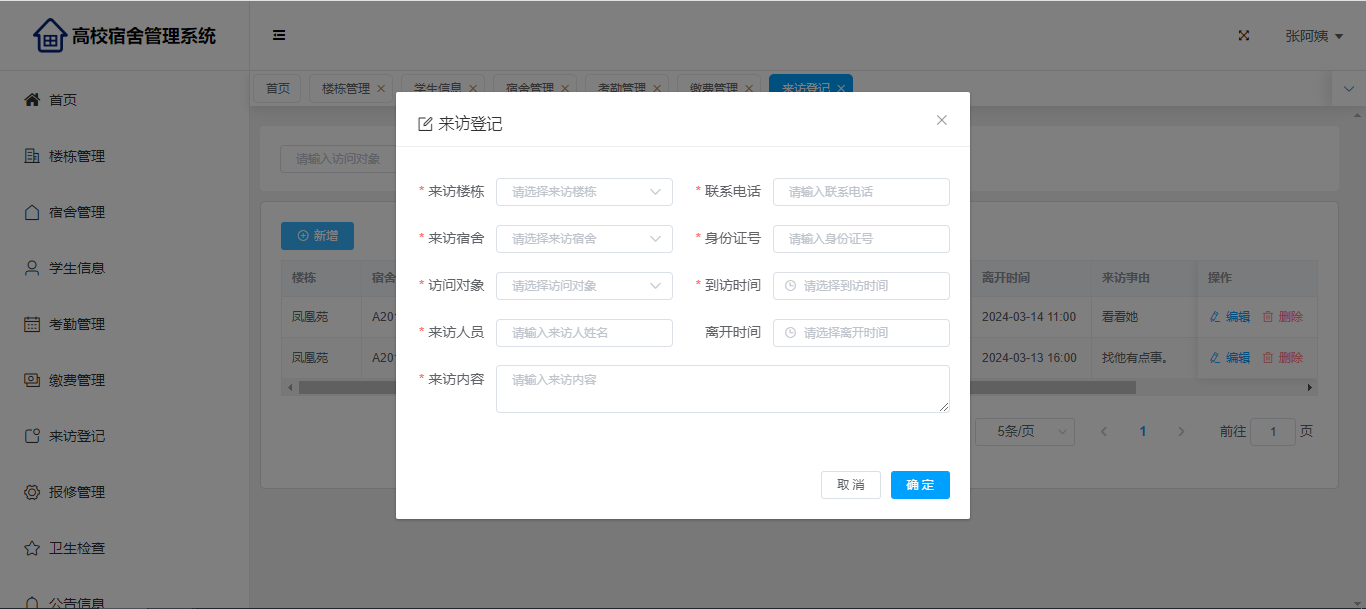 高校宿舍管理系统
张阿姨
首页
楼栋管理
学生信息
宿舍管理
考勤管理
缴费管理
来访登记
首页
楼栋管理
宿舍管理
学生信息
考勤管理
缴费管理
来访登记
报修管理
卫生检查
公告信息
请输入访问对象
新增
楼栋 宿舍 离开时间 来访事由 操作
凤凰苑 A20 2024-03-14 11:00 看看她 编辑 删除
凤凰苑 A20 2024-03-13 16:00 找他有点事。 编辑 删除
5条/页 1 前往 1 页
来访登记
* 来访楼栋 请选择来访楼栋 * 联系电话 请输入联系电话
* 来访宿舍 请选择来访宿舍 * 身份证号 请输入身份证号
* 访问对象 请选择访问对象 * 到访时间 请选择到访时间
* 来访人员 请输入来访人姓名 离开时间 请选择离开时间
* 来访内容 请输入来访内容
取 消 确 定